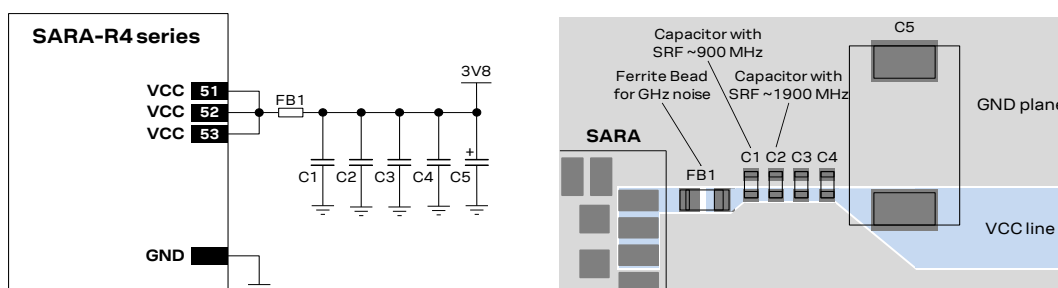 SARA-R4 series
VCC 51
VCC 52
VCC 53
FB1
3V8
+
C1 C2 C3 C4 C5
GND
Capacitor with
SRF ~900 MHz
Ferrite Bead
for GHz noise
Capacitor with
SRF ~1900 MHz
C5
GND plane
SARA
FB1
C1 C2 C3 C4
VCC line